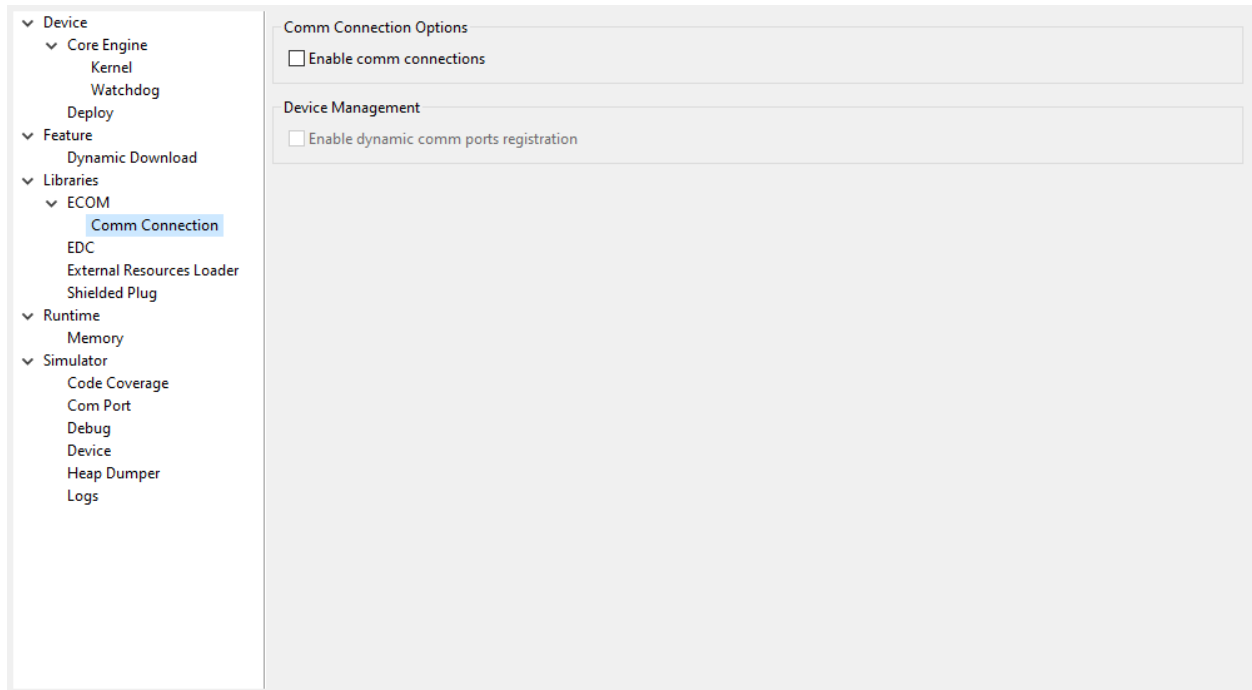 Device
Core Engine
Kernel
Watchdog
Deploy
Feature
Dynamic Download
Libraries
ECOM
Comm Connection
EDC
External Resources Loader
Shielded Plug
Runtime
Memory
Simulator
Code Coverage
Com Port
Debug
Device
Heap Dumper
Logs
Comm Connection Options
Enable comm connections
Device Management
Enable dynamic comm ports registration